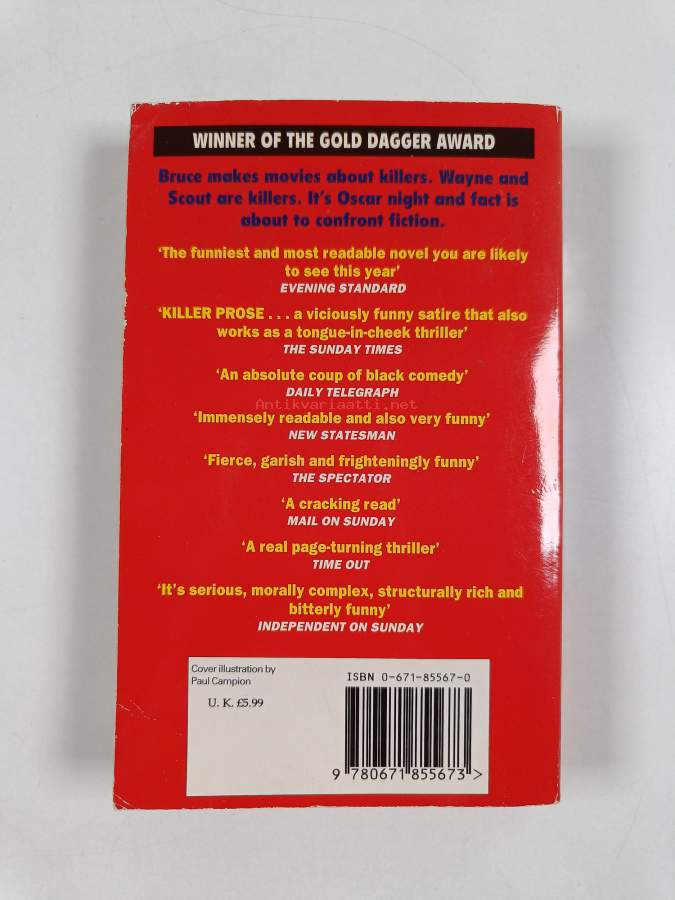 WINNER OF THE GOLD DAGGER AWARD
Bruce makes movies about killers. Wayne and
Scout are killers. It's Oscar night and fact is
about to confront fiction.
‘The funniest and most readable novel you are likely
to see this year’
EVENING STANDARD
‘KILLER PROSE . . . a viciously funny satire that also
works as a tongue-in-cheek thriller’
THE SUNDAY TIMES
‘An absolute coup of black comedy’
DAILY TELEGRAPH
Antikvariaatti.net
‘Immensely readable and also very funny’
NEW STATESMAN
‘Fierce, garish and frighteningly funny’
THE SPECTATOR
‘A cracking read’
MAIL ON SUNDAY
‘A real page-turning thriller’
TIME OUT
‘It's serious, morally complex, structurally rich and
bitterly funny’
INDEPENDENT ON SUNDAY
Cover illustration by
Paul Campion
U. K. £5.99
ISBN 0-671-85567-0
9 780671 855673 >